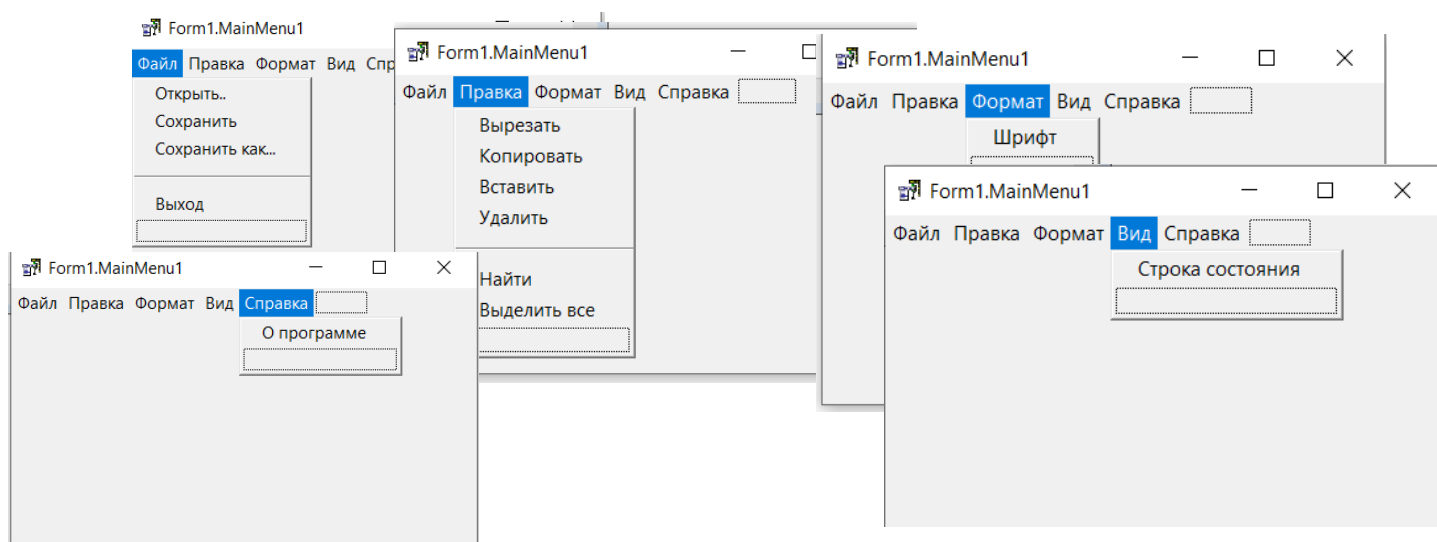 Form1.MainMenu1
Файл Правка Формат Вид Спр
Открыть..
Сохранить
Сохранить как...
Выход
Form1.MainMenu1
Файл Правка Формат Вид Справка
Вырезать
Копировать
Вставить
Удалить
Найти
Выделить все
Form1.MainMenu1
Файл Правка Формат Вид Справка
Шрифт
Form1.MainMenu1
Файл Правка Формат Вид Справка
Строка состояния
Form1.MainMenu1
Файл Правка Формат Вид Справка
О программе